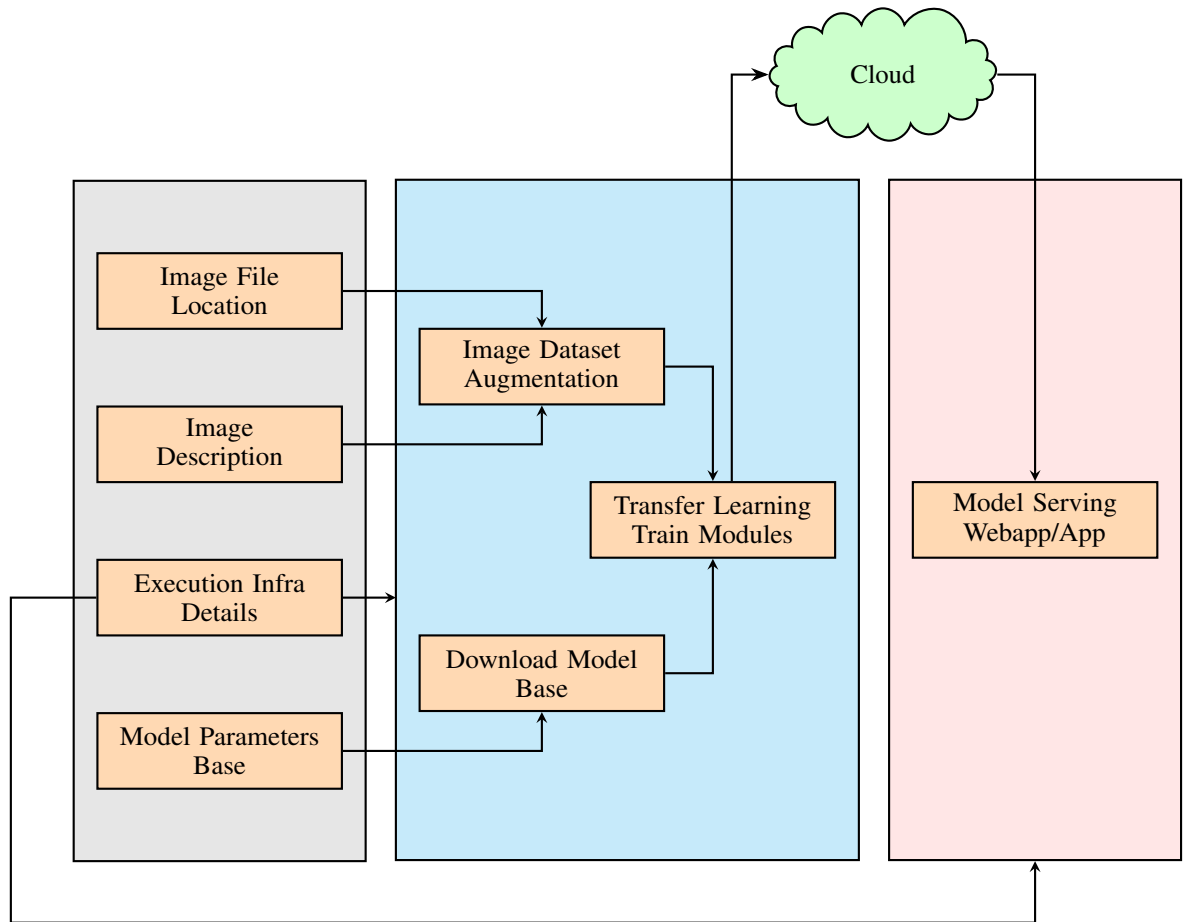 Cloud
Image File
Location
Image
Description
Execution Infra
Details
Model Parameters
Base
Image Dataset
Augmentation
Transfer Learning
Train Modules
Download Model
Base
Model Serving
Webapp/App